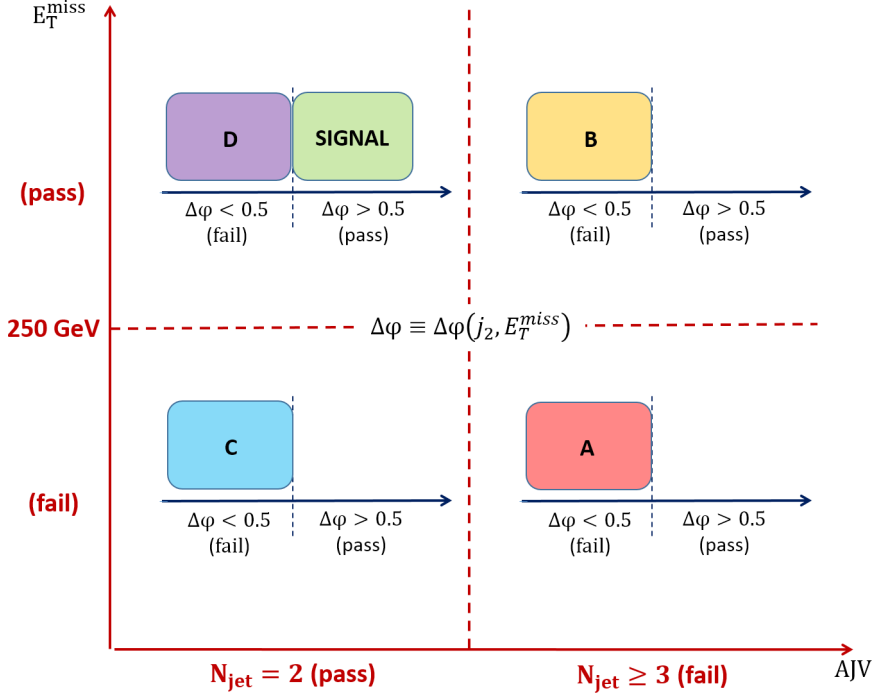 E_T^miss
D
SIGNAL
B
(pass)
Δφ < 0.5
Δφ > 0.5
Δφ < 0.5
Δφ > 0.5
(fail)
(pass)
(fail)
(pass)
250 GeV
Δφ ≡ Δφ(j₂, E_T^miss)
C
A
(fail)
Δφ < 0.5
Δφ > 0.5
Δφ < 0.5
Δφ > 0.5
(fail)
(pass)
(fail)
(pass)
N_jet = 2 (pass)
N_jet ≥ 3 (fail)
AJV